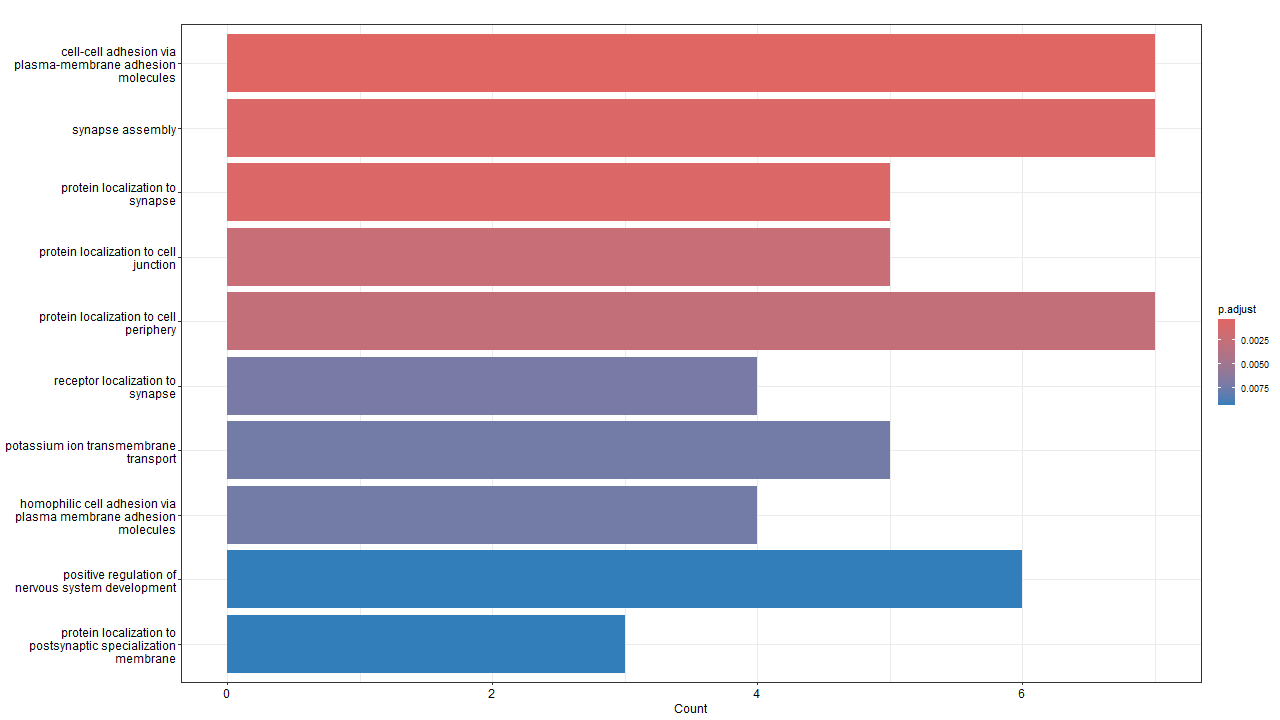 cell-cell adhesion via
plasma-membrane adhesion
molecules
synapse assembly
protein localization to
synapse
protein localization to cell
junction
protein localization to cell
periphery
receptor localization to
synapse
potassium ion transmembrane
transport
homophilic cell adhesion via
plasma membrane adhesion
molecules
positive regulation of
nervous system development
protein localization to
postsynaptic specialization
membrane
0 2 4 6
Count
p.adjust
0.0025
0.0050
0.0075